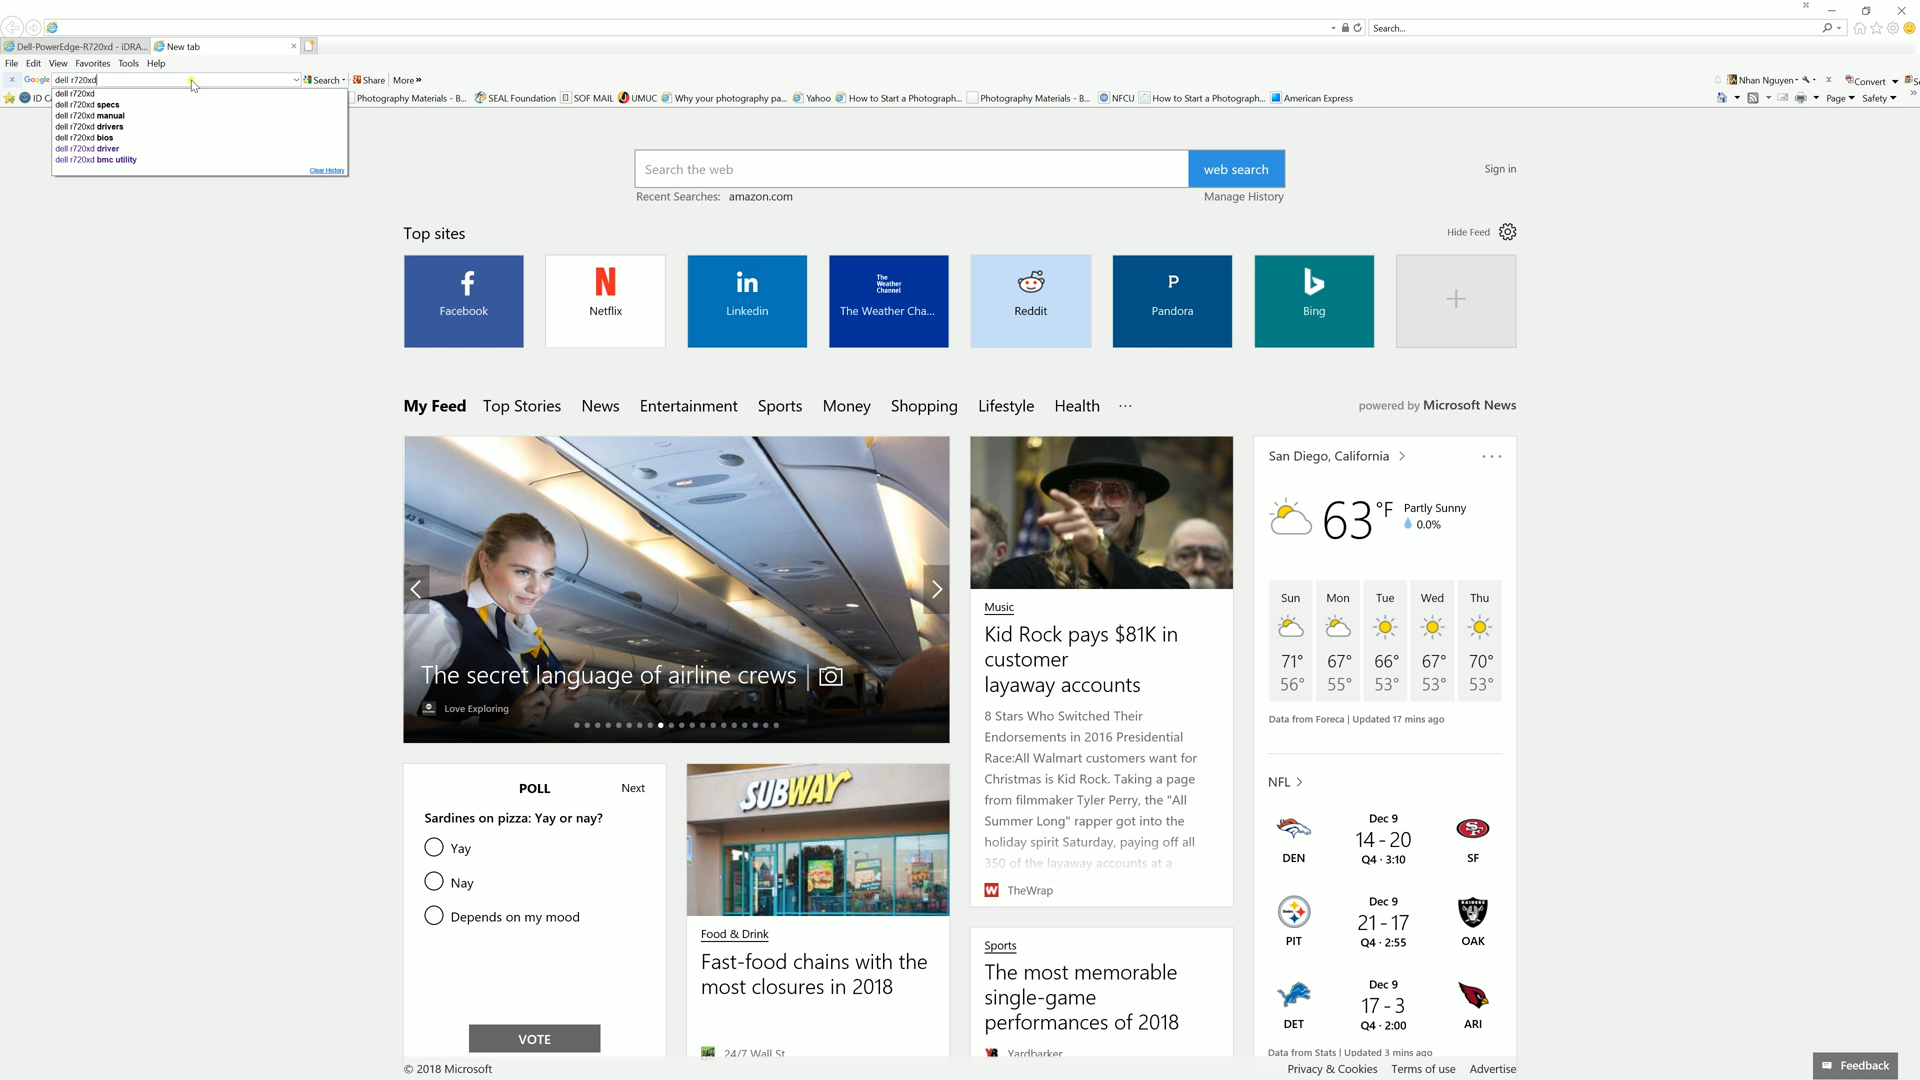 Search...
Dell-PowerEdge-R720xd - iDRA...
New tab
File Edit View Favorites Tools Help
Google dell r720xd Search Share More »
Nhan Nguyen Convert
dell r720xd
dell r720xd specs
dell r720xd manual
dell r720xd drivers
dell r720xd bios
dell r720xd driver
dell r720xd bmc utility
Clear History
ID C
Photography Materials - B... SEAL Foundation SOF MAIL UMUC Why your photography pa... Yahoo How to Start a Photograph... Photography Materials - B... NFCU How to Start a Photograph... American Express
Page Safety
Search the web
web search
Sign in
Recent Searches: amazon.com
Manage History
Top sites
Hide Feed
Facebook
Netflix
Linkedin
The Weather Channel
The Weather Cha...
Reddit
Pandora
Bing
My Feed Top Stories News Entertainment Sports Money Shopping Lifestyle Health ...
powered by Microsoft News
43
The secret language of airline crews
Love Exploring
Music
Kid Rock pays $81K in
customer
layaway accounts
8 Stars Who Switched Their
Endorsements in 2016 Presidential
Race:All Walmart customers want for
Christmas is Kid Rock. Taking a page
from filmmaker Tyler Perry, the "All
Summer Long" rapper got into the
holiday spirit Saturday, paying off all
350 of the layaway accounts at a
TheWrap
San Diego, California
63 °F
Partly Sunny
0.0%
Sun Mon Tue Wed Thu
71° 67° 66° 67° 70°
56° 55° 53° 53° 53°
Data from Foreca | Updated 17 mins ago
POLL
Next
Sardines on pizza: Yay or nay?
Yay
Nay
Depends on my mood
VOTE
SUBWAY
Food & Drink
Fast-food chains with the
most closures in 2018
24/7 Wall St.
Sports
The most memorable
single-game
performances of 2018
Yardbarker
NFL
Dec 9
14 - 20
DEN
SF
Q4 · 3:10
Dec 9
21 - 17
PIT
OAK
Q4 · 2:55
Dec 9
17 - 3
DET
ARI
Q4 · 2:00
Data from Stats | Updated 3 mins ago
© 2018 Microsoft
Privacy & Cookies Terms of use Advertise
Feedback